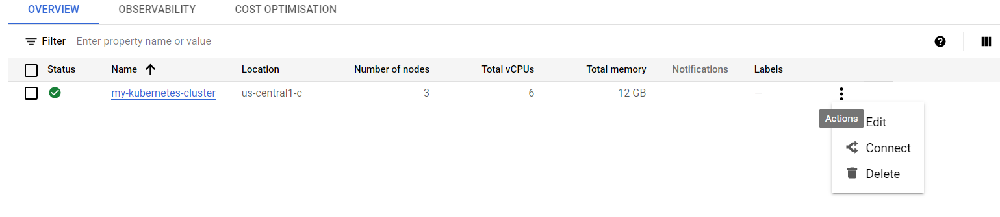 OVERVIEW OBSERVABILITY COST OPTIMISATION
Filter Enter property name or value
Status Name Location Number of nodes Total vCPUs Total memory Notifications Labels
my-kubernetes-cluster us-central1-c 3 6 12 GB —
Actions Edit
Connect
Delete